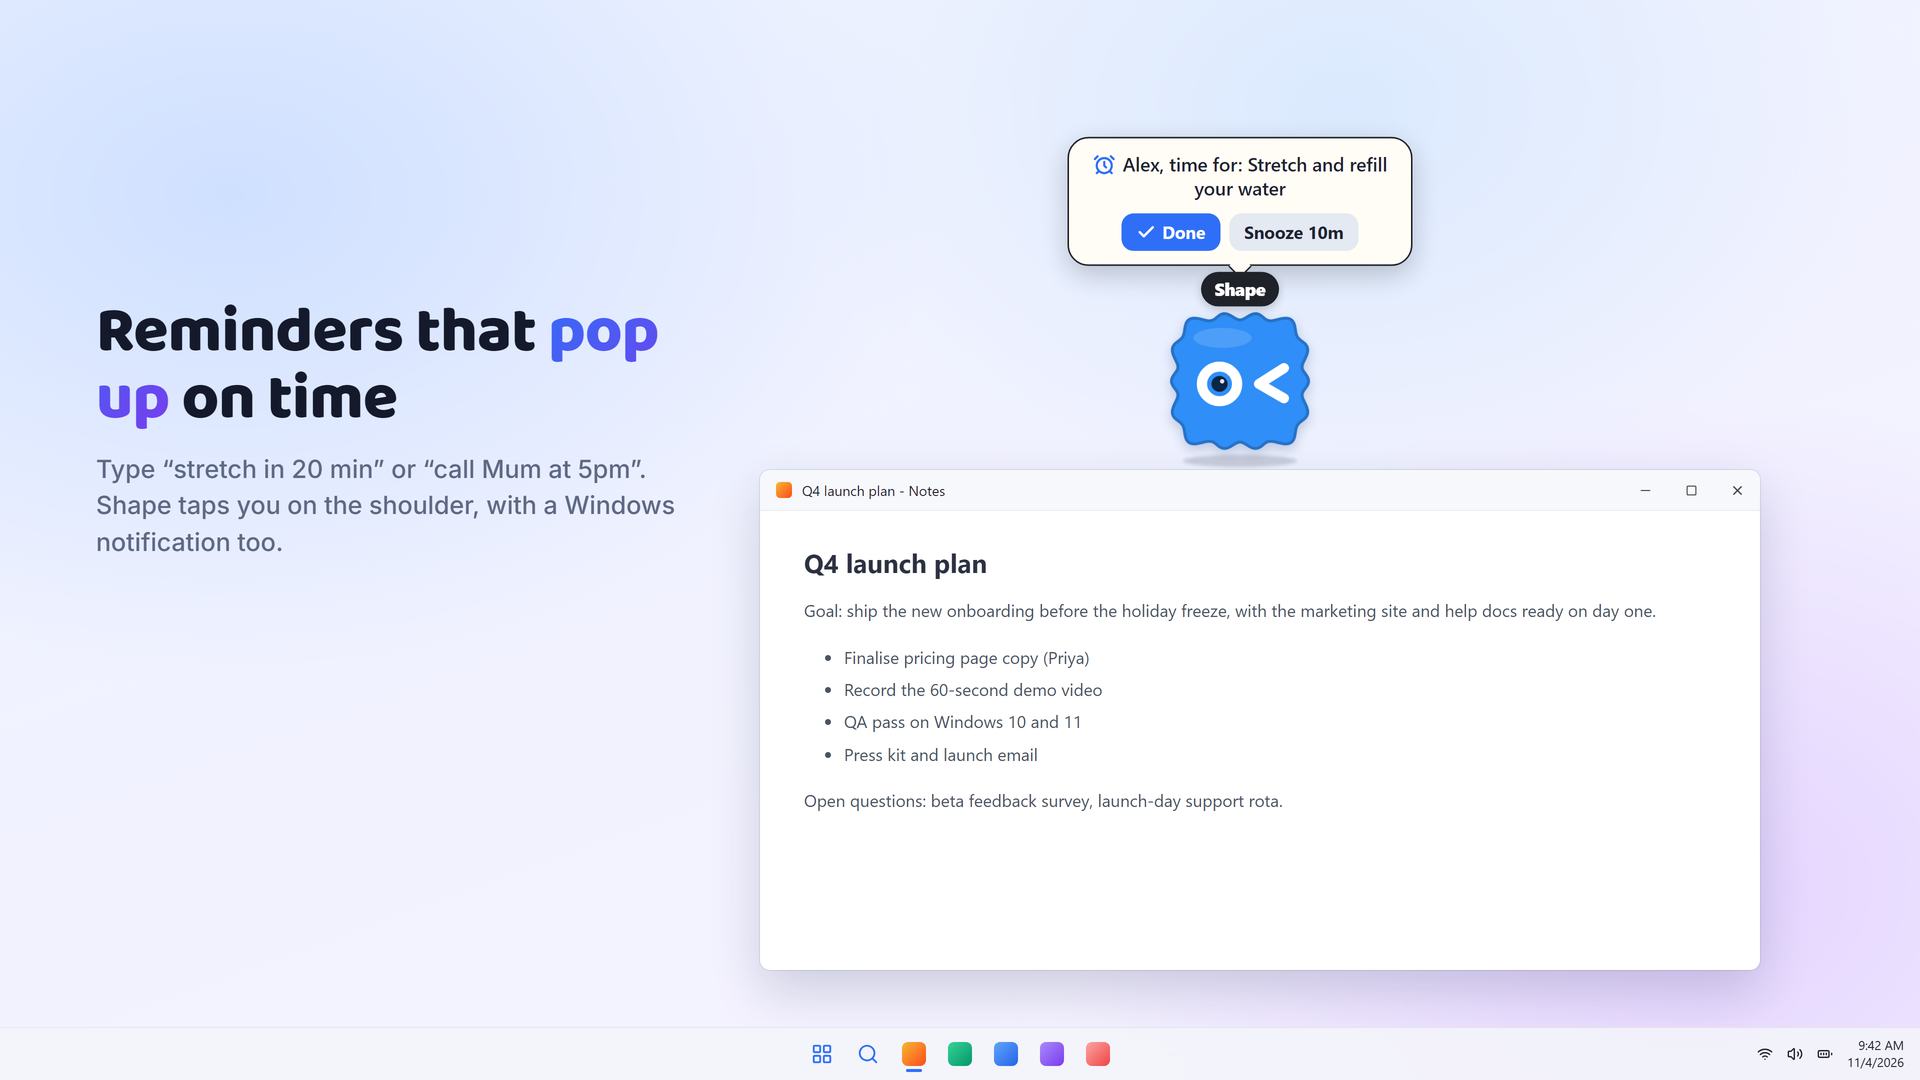 Reminders that pop
up on time
Type “stretch in 20 min” or “call Mum at 5pm”.
Shape taps you on the shoulder, with a Windows
notification too.
Alex, time for: Stretch and refill
your water
Done
Snooze 10m
Shape
Q4 launch plan - Notes
Q4 launch plan
Goal: ship the new onboarding before the holiday freeze, with the marketing site and help docs ready on day one.
• Finalise pricing page copy (Priya)
• Record the 60-second demo video
• QA pass on Windows 10 and 11
• Press kit and launch email
Open questions: beta feedback survey, launch-day support rota.
9:42 AM
11/4/2026